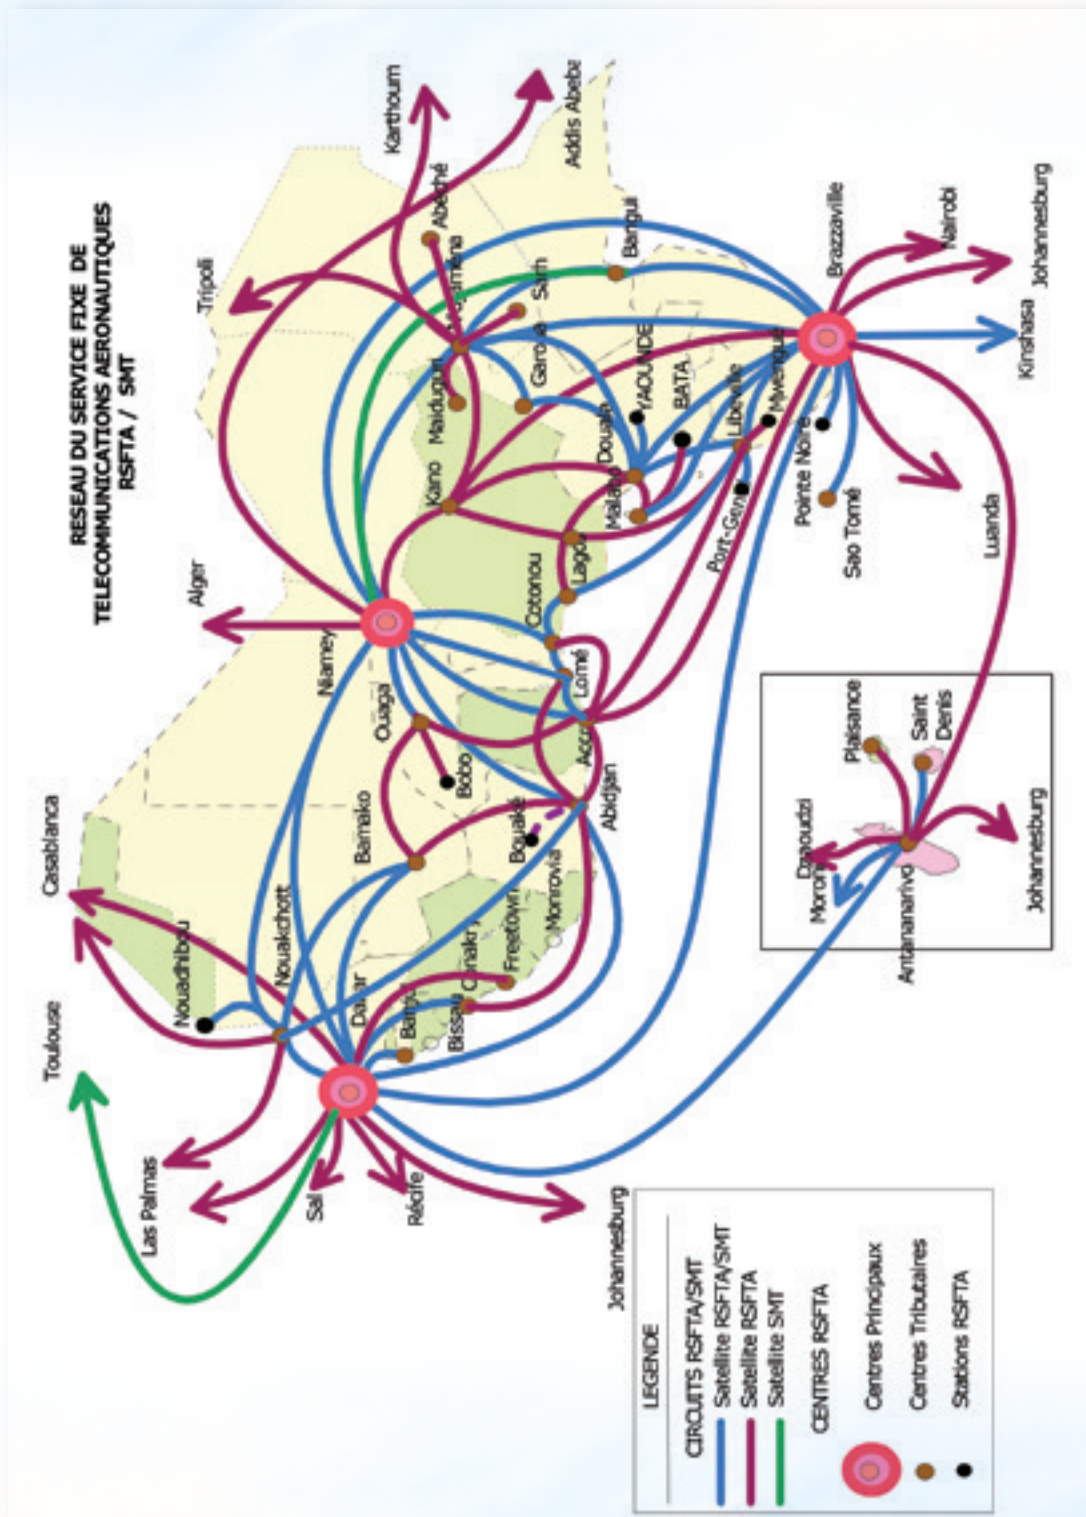 RESEAU DU SERVICE FIXE DE
TELECOMMUNICATIONS AERONAUTIQUES
RSFTA / SMT
Toulouse
Casablanca
Alger
Tripoli
Karthoum
Addis Abeba
Las Palmas
Sal
Récife
Johannesburg
Nouadhibou
Nouakchott
Dakar
Bissau
Conakry
Freetown
Monrovia
Bamako
Bouaké
Bobo
Abidjan
Ouaga
Niamey
Accra
Lomé
Cotonou
Lagos
Kano
Maiduguri
Abéché
Sarh
Garoua
Bangui
Malabo
Douala
YAOUNDE
BATA
Libreville
Mwengué
Port-Gentil
Pointe Noire
Sao Tomé
Brazzaville
Nairobi
Johannesburg
Kinshasa
Luanda
Plaisance
Saint
Denis
Dzaoudzi
Moroni
Antananarivo
Johannesburg
LEGENDE
CIRCUITS RSFTA/SMT
Satellite RSFTA/SMT
Satellite RSFTA
Satellite SMT
CENTRES RSFTA
Centres Principaux
Centres Tributaires
Stations RSFTA